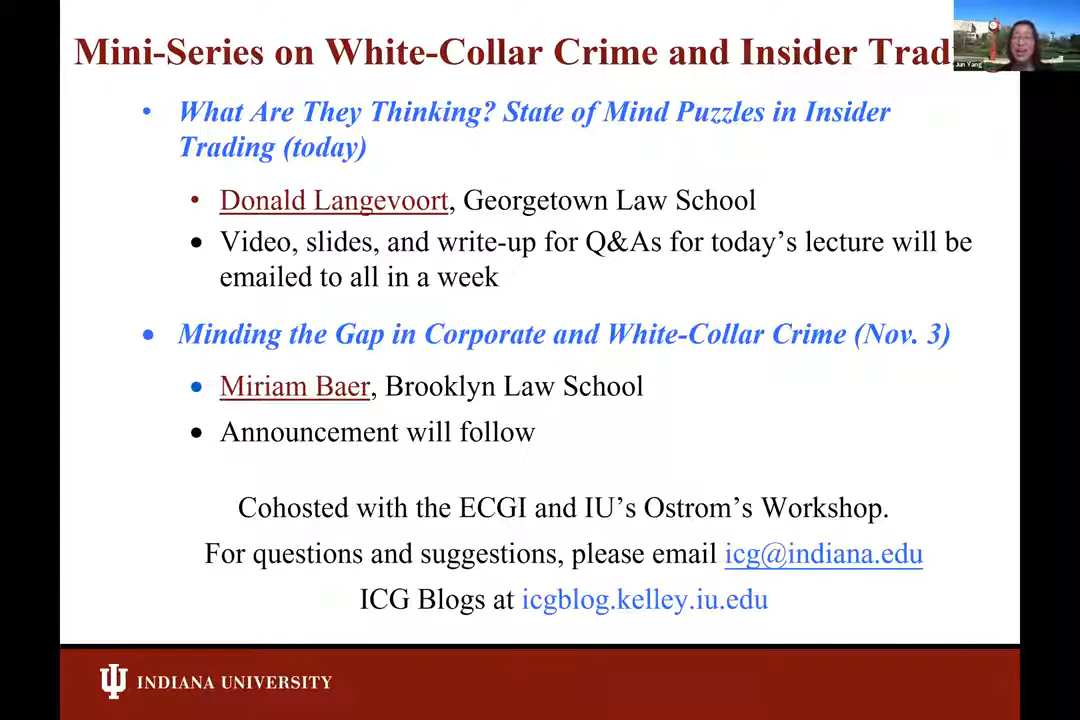 Mini-Series on White-Collar Crime and Insider Trad
Jun Yang
• What Are They Thinking? State of Mind Puzzles in Insider
Trading (today)
• Donald Langevoort, Georgetown Law School
• Video, slides, and write-up for Q&As for today’s lecture will be
emailed to all in a week
• Minding the Gap in Corporate and White-Collar Crime (Nov. 3)
• Miriam Baer, Brooklyn Law School
• Announcement will follow
Cohosted with the ECGI and IU’s Ostrom’s Workshop.
For questions and suggestions, please email icg@indiana.edu
ICG Blogs at icgblog.kelley.iu.edu
INDIANA UNIVERSITY